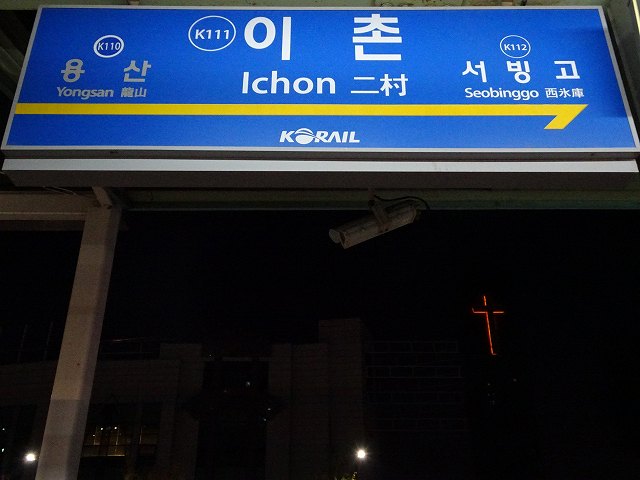 K110
용 산
Yongsan 龍山
K111 이 촌
Ichon 二村
K112
서 빙 고
Seobinggo 西氷庫
KORAIL